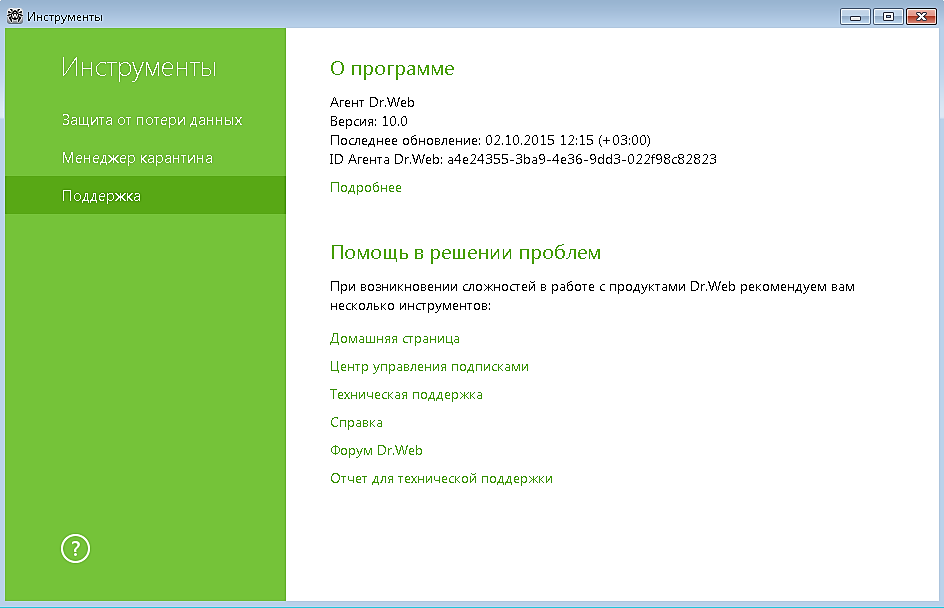 Инструменты
Инструменты
Защита от потери данных
Менеджер карантина
Поддержка
?
О программе
Агент Dr.Web
Версия: 10.0
Последнее обновление: 02.10.2015 12:15 (+03:00)
ID Агента Dr.Web: a4e24355-3ba9-4e36-9dd3-022f98c82823
Подробнее
Помощь в решении проблем
При возникновении сложностей в работе с продуктами Dr.Web рекомендуем вам
несколько инструментов:
Домашняя страница
Центр управления подписками
Техническая поддержка
Справка
Форум Dr.Web
Отчет для технической поддержки